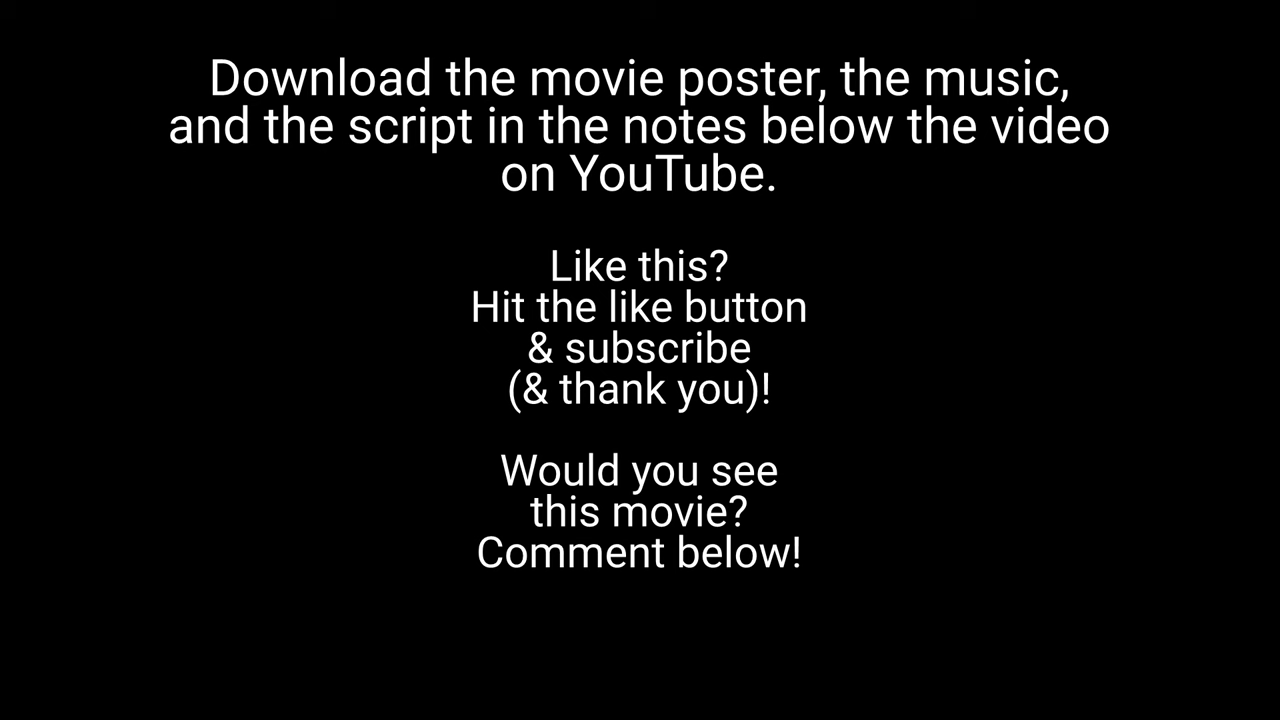 Download the movie poster, the music,
and the script in the notes below the video
on YouTube.
Like this?
Hit the like button
& subscribe
(& thank you)!
Would you see
this movie?
Comment below!